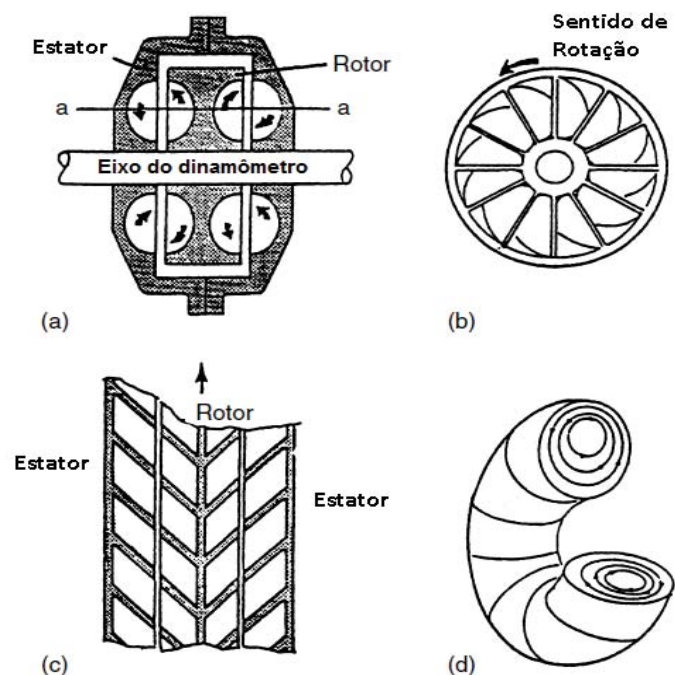 Estator
Rotor
a
a
Eixo do dinamômetro
(a)
Sentido de
Rotação
(b)
Rotor
Estator
Estator
(c)
(d)